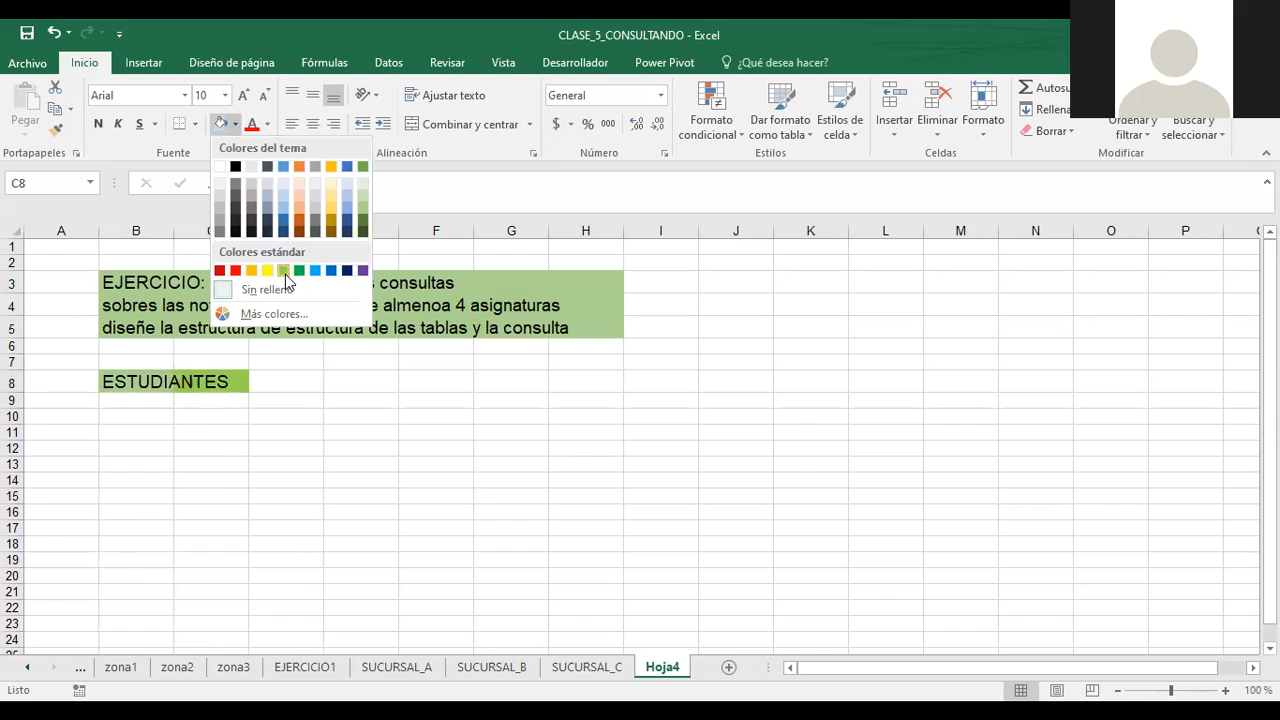 CLASE_5_CONSULTANDO - Excel
Archivo Inicio Insertar Diseño de página Fórmulas Datos Revisar Vista Desarrollador Power Pivot ¿Qué desea hacer?
Pegar
Arial 10
N K S
Ajustar texto
Combinar y centrar
General
$ % 000
Formato condicional
Dar formato como tabla
Estilos de celda
Insertar
Eliminar
Formato
Rellena
Borrar
Ordenar y filtrar
Buscar y seleccionar
Portapapeles Fuente Alineación Número Estilos Celdas Modificar
C8
Colores del tema
Colores estándar
Sin relleno
Más colores...
A B F G H I J K L M N O P
1
2
3 EJERCICIO: consultas
4 sobre las almenoa 4 asignaturas
5 diseñe la estructura de estructura de las tablas y la consulta
6
7
8 ESTUDIANTES
9
10
11
12
13
14
15
16
17
18
19
20
21
22
23
24
... zona1 zona2 zona3 EJERCICIO1 SUCURSAL_A SUCURSAL_B SUCURSAL_C Hoja4
Listo 100 %